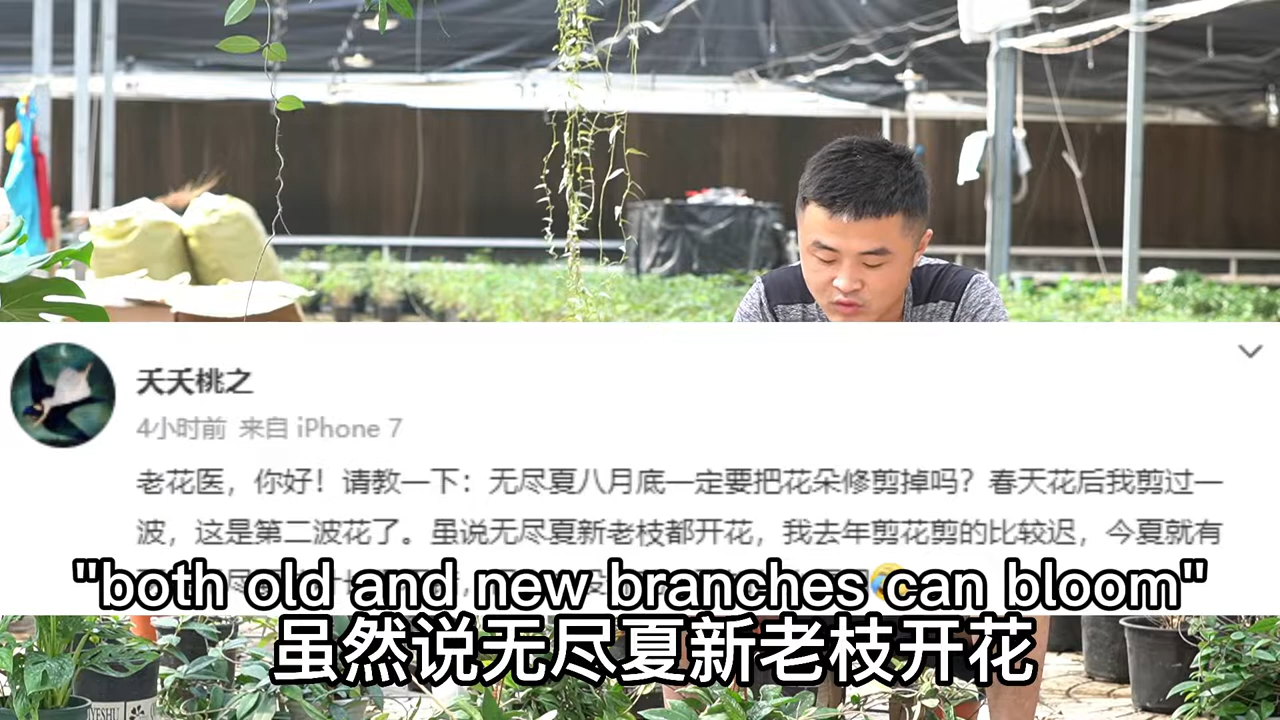 夭夭桃之
4小时前 来自 iPhone 7
老花医，你好！请教一下：无尽夏八月底一定要把花朵修剪掉吗？春天花后我剪过一
波，这是第二波花了。虽说无尽夏新老枝都开花，我去年剪花剪的比较迟，今夏就有
"both old and new branches can bloom"
虽然说无尽夏新老枝开花